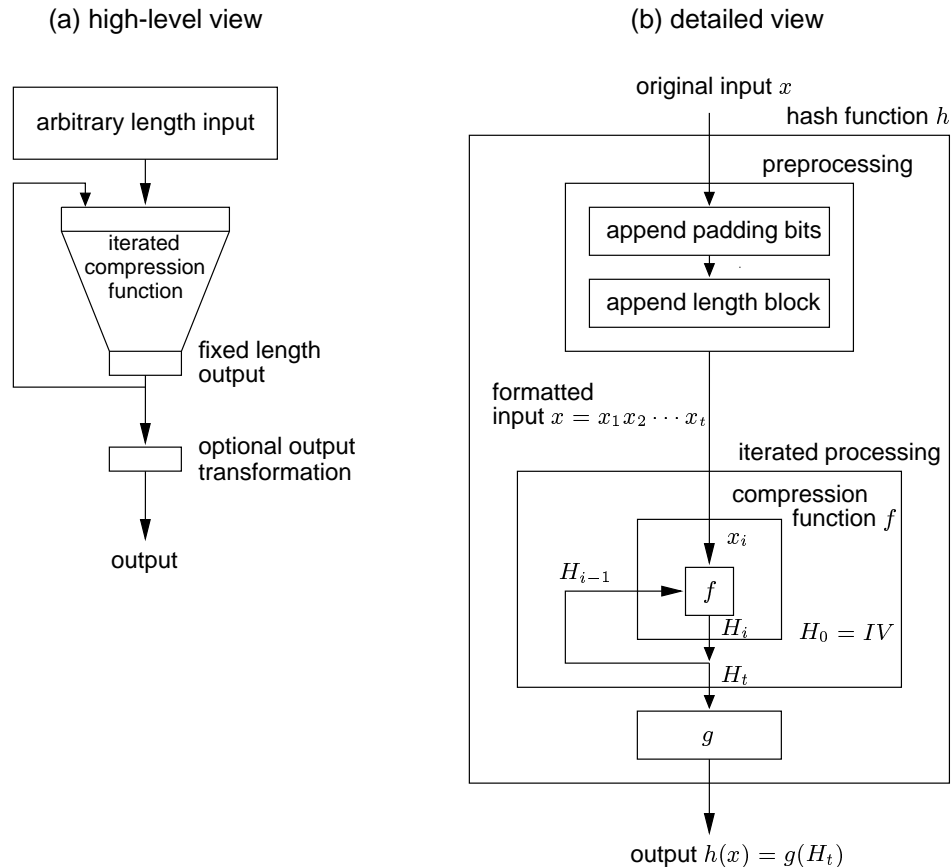 (a) high-level view
arbitrary length input
iterated
compression
function
fixed length
output
optional output
transformation
output
(b) detailed view
original input x
hash function h
preprocessing
append padding bits
append length block
formatted
input x = x₁x₂ ⋯ xₜ
iterated processing
compression
function f
xᵢ
Hᵢ₋₁
f
Hᵢ
H₀ = IV
Hₜ
g
output h(x) = g(Hₜ)